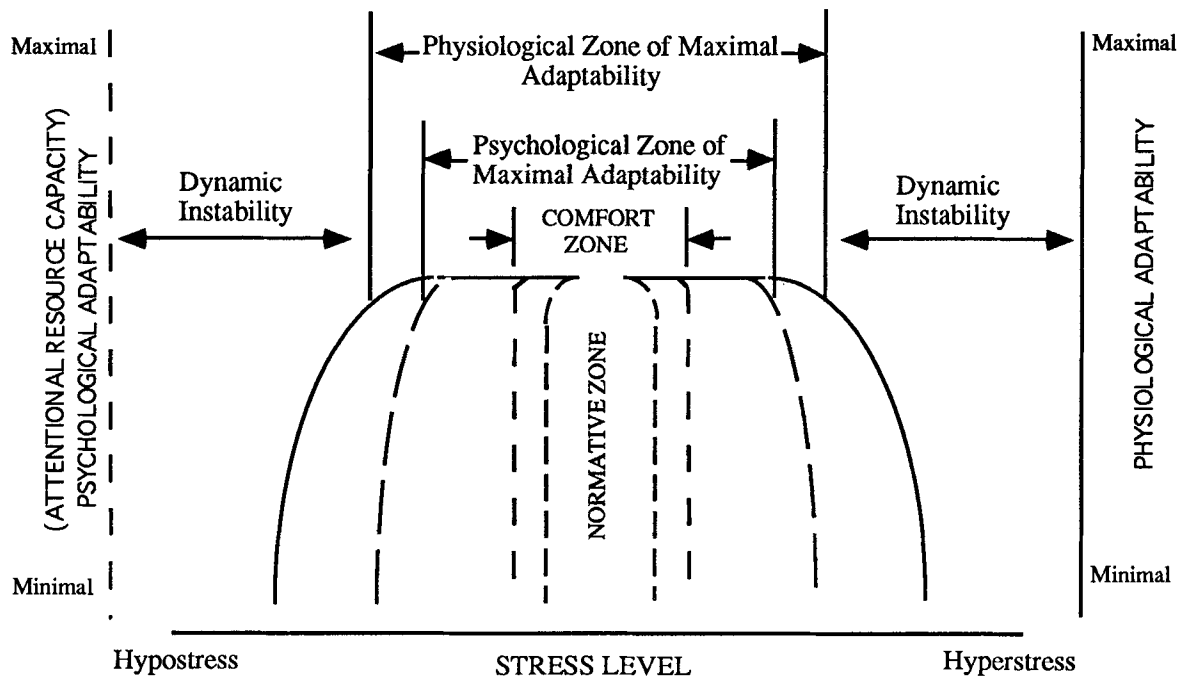 Maximal
Physiological Zone of Maximal
Adaptability
Maximal
Psychological Zone of
Maximal Adaptability
Dynamic
Instability
Dynamic
Instability
COMFORT
ZONE
(ATTENTIONAL RESOURCE CAPACITY)
PSYCHOLOGICAL ADAPTABILITY
NORMATIVE ZONE
PHYSIOLOGICAL ADAPTABILITY
Minimal
Minimal
Hypostress
STRESS LEVEL
Hyperstress